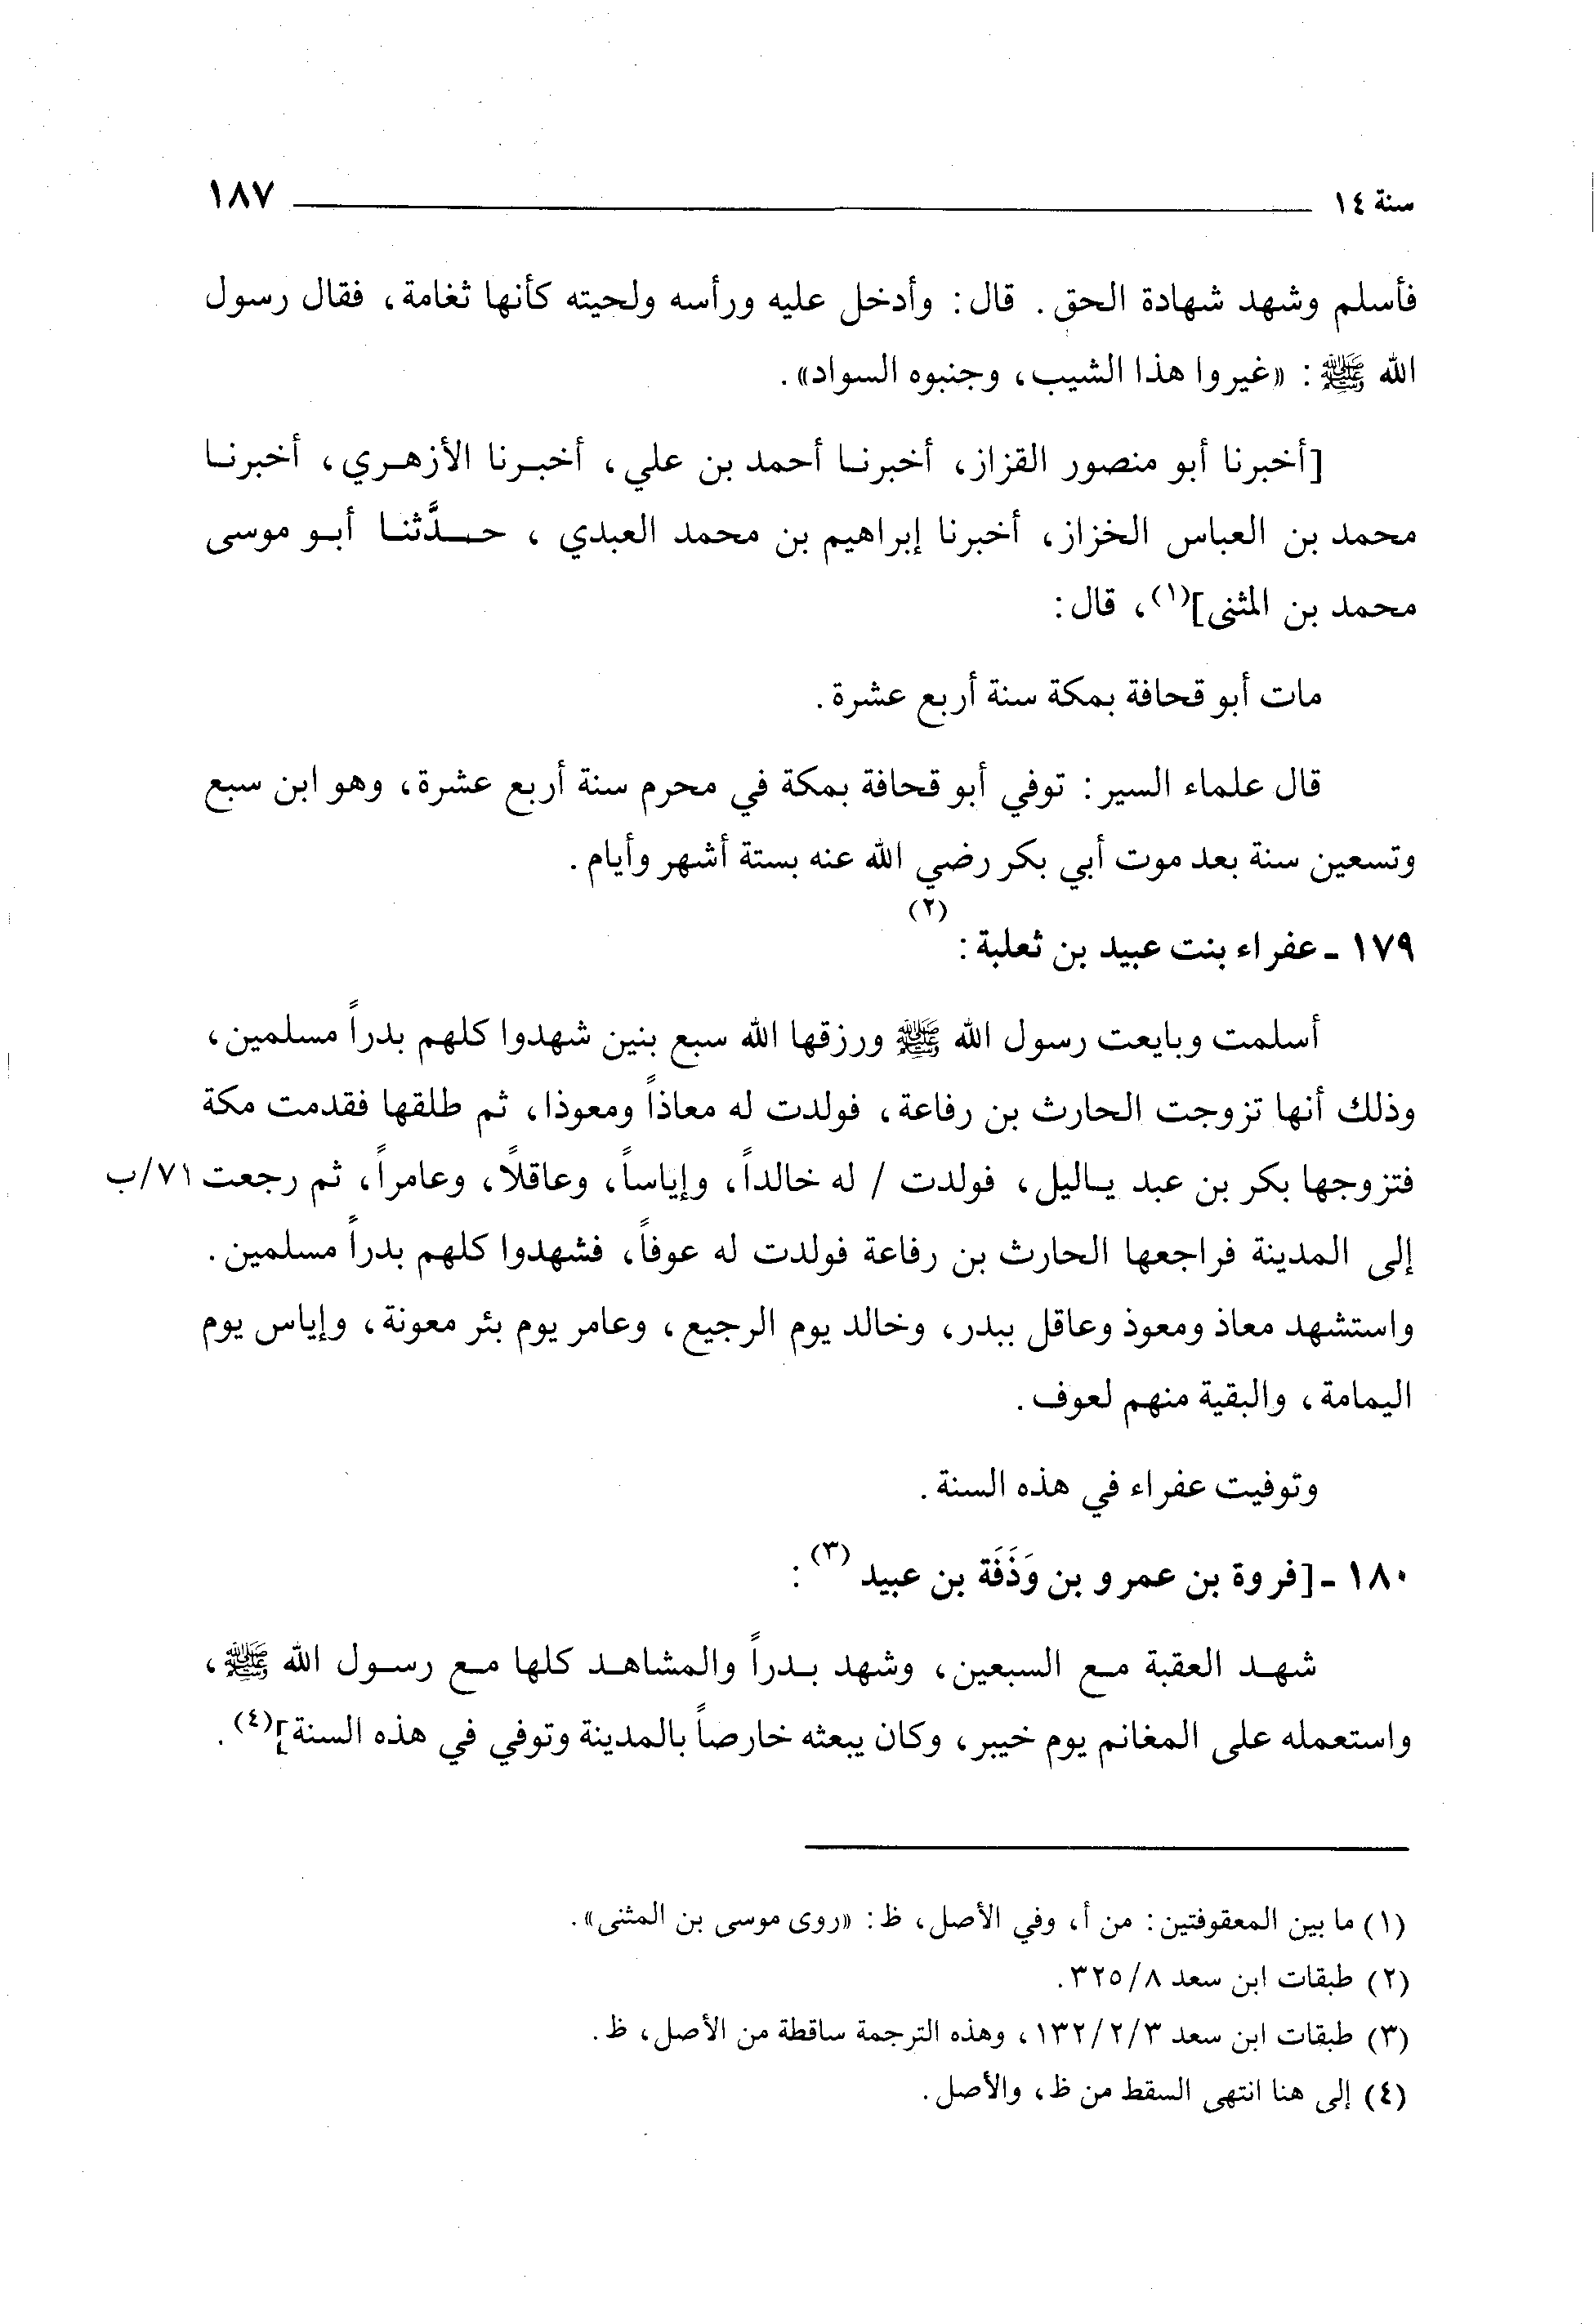 سنة ١٤ ١٨٧
فأسلم وشهد شهادة الحق. قال: وأدخل عليه ورأسه ولحيته كأنها ثغامة، فقال رسول
الله ﷺ: «غيروا هذا الشيب، وجنبوه السواد».
[أخبرنا أبو منصور القزاز، أخبرنا أحمد بن علي، أخبرنا الأزهري، أخبرنا
محمد بن العباس الخزاز، أخبرنا إبراهيم بن محمد العبدي، حدَّثنا أبو موسى
محمد بن المثنى](١)، قال:
مات أبو قحافة بمكة سنة أربع عشرة.
قال علماء السير: توفي أبو قحافة بمكة في محرم سنة أربع عشرة، وهو ابن سبع
وتسعين سنة بعد موت أبي بكر رضي الله عنه بستة أشهر وأيام.
١٧٩ - عفراء بنت عبيد بن ثعلبة(٢):
أسلمت وبايعت رسول الله ﷺ ورزقها الله سبع بنين شهدوا كلهم بدراً مسلمين،
وذلك أنها تزوجت الحارث بن رفاعة، فولدت له معاذاً ومعوذا، ثم طلقها فقدمت مكة
فتزوجها بكر بن عبد ياليل، فولدت / له خالداً، وإياساً، وعاقلاً، وعامراً، ثم رجعت ٧١/ب
إلى المدينة فراجعها الحارث بن رفاعة فولدت له عوفاً، فشهدوا كلهم بدراً مسلمين.
واستشهد معاذ ومعوذ وعاقل ببدر، وخالد يوم الرجيع، وعامر يوم بئر معونة، وإياس يوم
اليمامة، والبقية منهم لعوف.
وتوفيت عفراء في هذه السنة.
١٨٠ - [فروة بن عمرو بن وَذَفَة بن عبيد(٣):
شهد العقبة مع السبعين، وشهد بدراً والمشاهد كلها مع رسول الله ﷺ،
واستعمله على المغانم يوم خيبر، وكان يبعثه خارصاً بالمدينة وتوفي في هذه السنة](٤).
(١) ما بين المعقوفتين: من أ، وفي الأصل، ظ: «روى موسى بن المثنى».
(٢) طبقات ابن سعد ٨/ ٣٢٥.
(٣) طبقات ابن سعد ٣/ ٢/ ١٣٢، وهذه الترجمة ساقطة من الأصل، ظ.
(٤) إلى هنا انتهى السقط من ظ، والأصل.